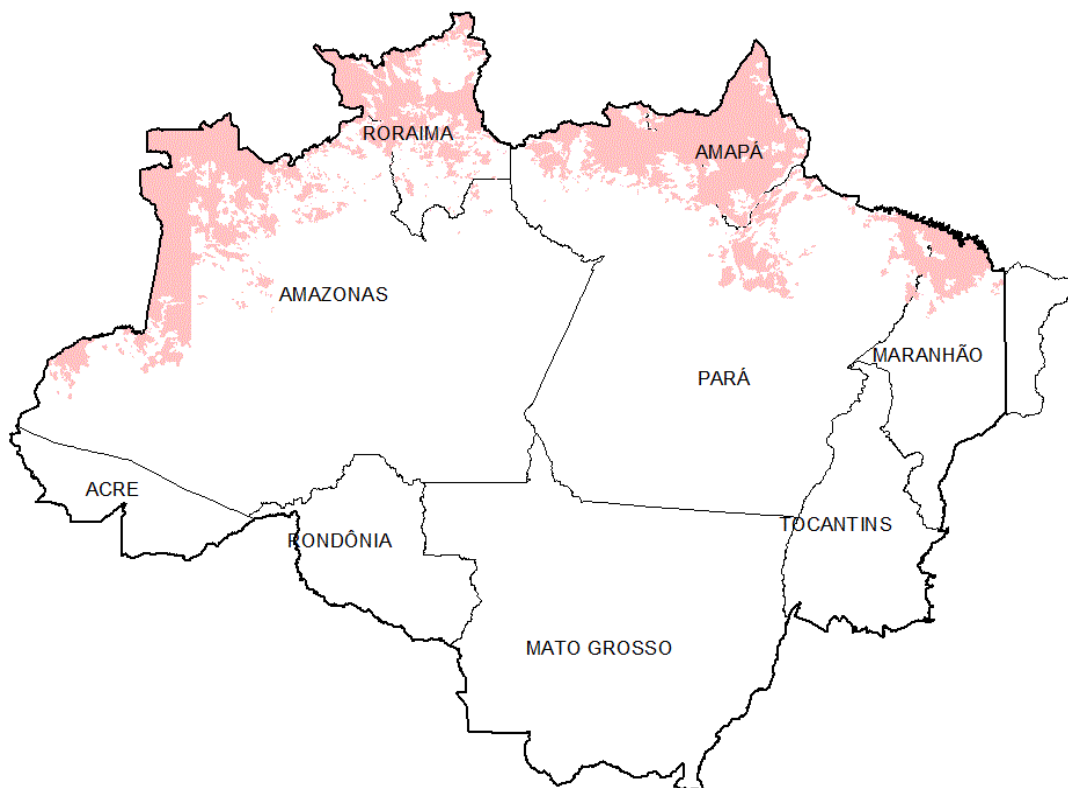 RORAIMA
AMAPÁ
AMAZONAS
MARANHÃO
PARÁ
ACRE
TOCANTINS
RONDÔNIA
MATO GROSSO